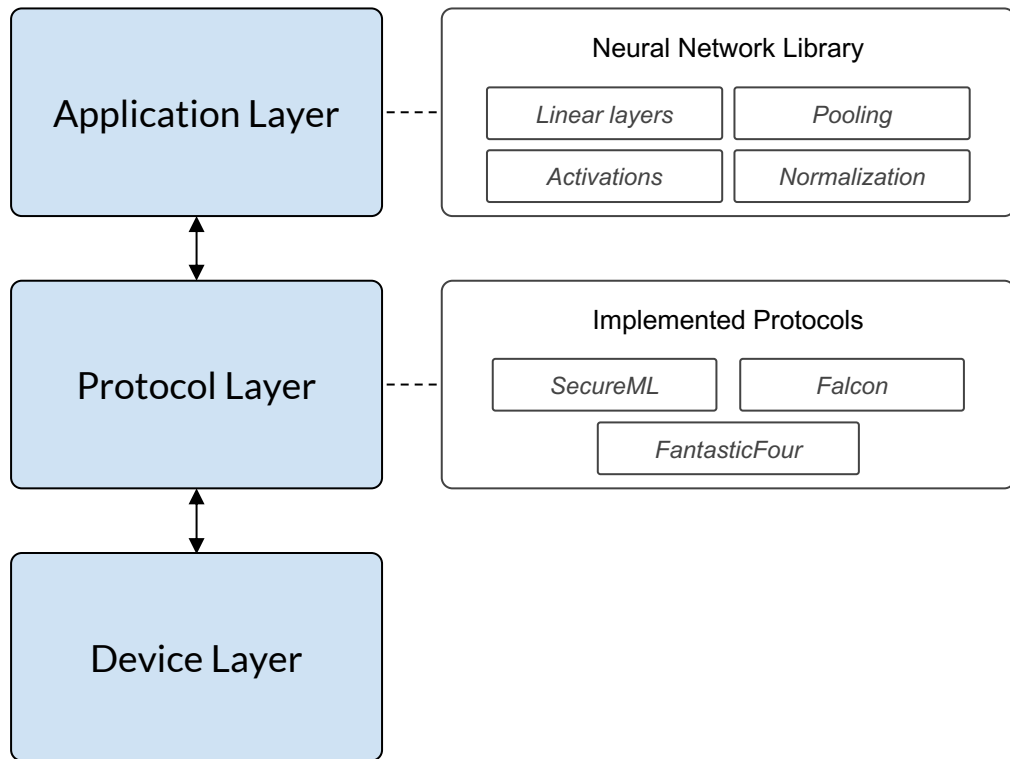 Application Layer
Neural Network Library
Linear layers
Pooling
Activations
Normalization
Protocol Layer
Implemented Protocols
SecureML
Falcon
FantasticFour
Device Layer